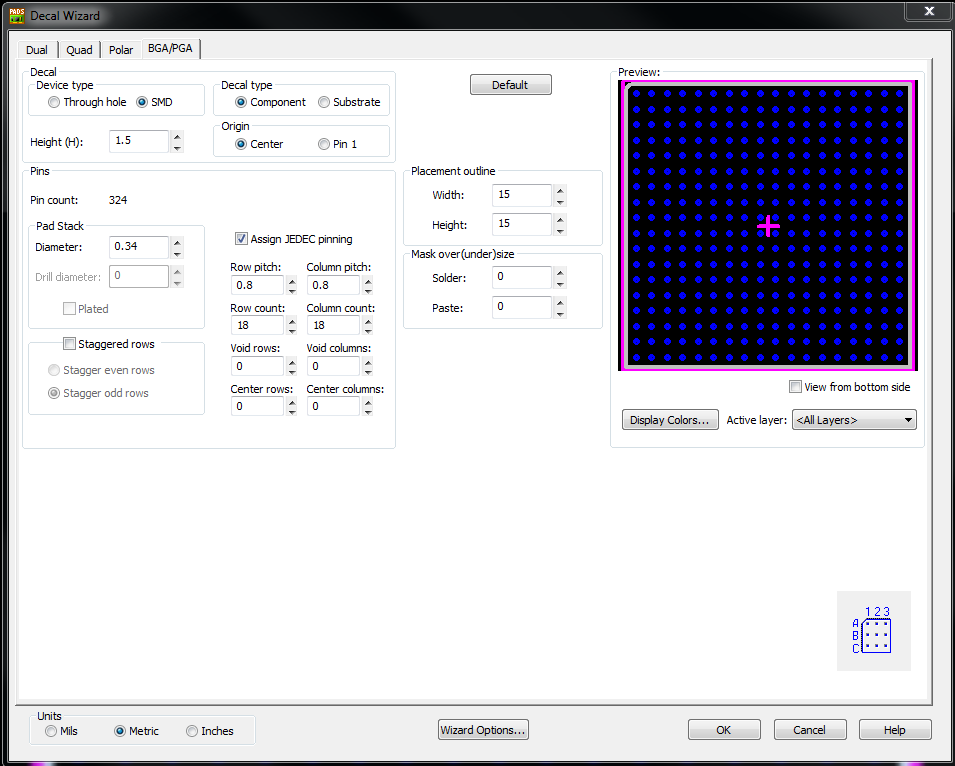 PADS Decal Wizard
Dual Quad Polar BGA/PGA
Decal
Device type
Through hole SMD
Height (H): 1.5
Decal type
Component Substrate
Origin
Center Pin 1
Default
Pins
Pin count: 324
Pad Stack
Diameter: 0.34
Drill diameter: 0
Plated
Staggered rows
Stagger even rows
Stagger odd rows
Assign JEDEC pinning
Row pitch: Column pitch:
0.8 0.8
Row count: Column count:
18 18
Void rows: Void columns:
0 0
Center rows: Center columns:
0 0
Placement outline
Width: 15
Height: 15
Mask over(under)size
Solder: 0
Paste: 0
Preview:
View from bottom side
Display Colors... Active layer: <All Layers>
1 2 3
A
B
C
Units
Mils Metric Inches
Wizard Options... OK Cancel Help